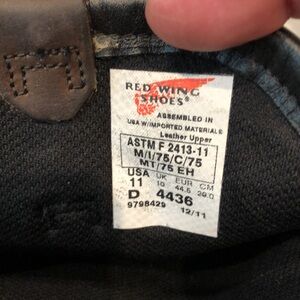 RED WING
SHOES®
ASSEMBLED IN
USA W/IMPORTED MATERIALS
Leather Upper
ASTM F 2413-11
M/I/75/C/75
MT/75 EH
USA UK EUR CM
11 10 44.5 29.0
D 4436
9798429 12/11